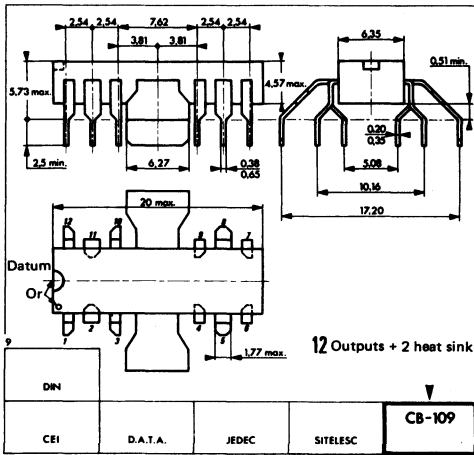 2,54 2,54 7,62 2,54 2,54
3,81 3,81
5,73 max.
4,57 max.
2,5 min.
6,27
0,38
0,65
6,35
0,51 min.
0,20
0,35
5,08
10,16
17,20
20 max.
12 11 10 9 8 7
Datum
Or
1 2 3 4 5 6
1,77 max.
12 Outputs + 2 heat sink
9
DIN
CEI D.A.T.A. JEDEC SITELESC CB-109